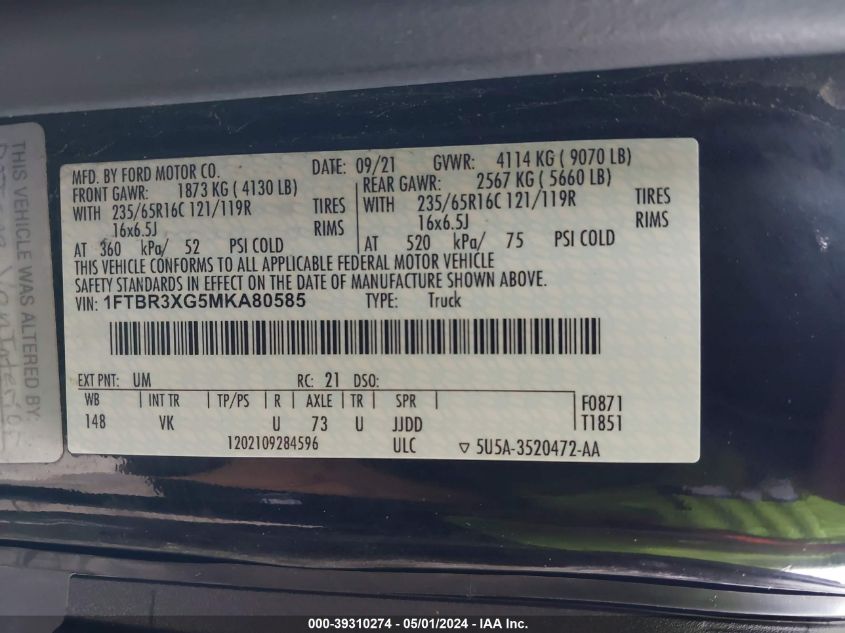 THIS VEHICLE WAS ALTERED BY:
MFD. BY FORD MOTOR CO. DATE: 09/21 GVWR: 4114 KG ( 9070 LB)
FRONT GAWR: 1873 KG ( 4130 LB) REAR GAWR: 2567 KG ( 5660 LB)
WITH 235/65R16C 121/119R TIRES WITH 235/65R16C 121/119R TIRES
16x6.5J RIMS 16x6.5J RIMS
AT 360 kPa/ 52 PSI COLD AT 520 kPa/ 75 PSI COLD
THIS VEHICLE CONFORMS TO ALL APPLICABLE FEDERAL MOTOR VEHICLE
SAFETY STANDARDS IN EFFECT ON THE DATE OF MANUFACTURE SHOWN ABOVE.
VIN: 1FTBR3XG5MKA80585 TYPE: Truck
EXT PNT: UM RC: 21 DSO:
WB INT TR TP/PS R AXLE TR SPR F0871
148 VK U 73 U JJDD T1851
1202109284596 ULC ▽ 5U5A-3520472-AA
000-39310274 - 05/01/2024 - IAA Inc.